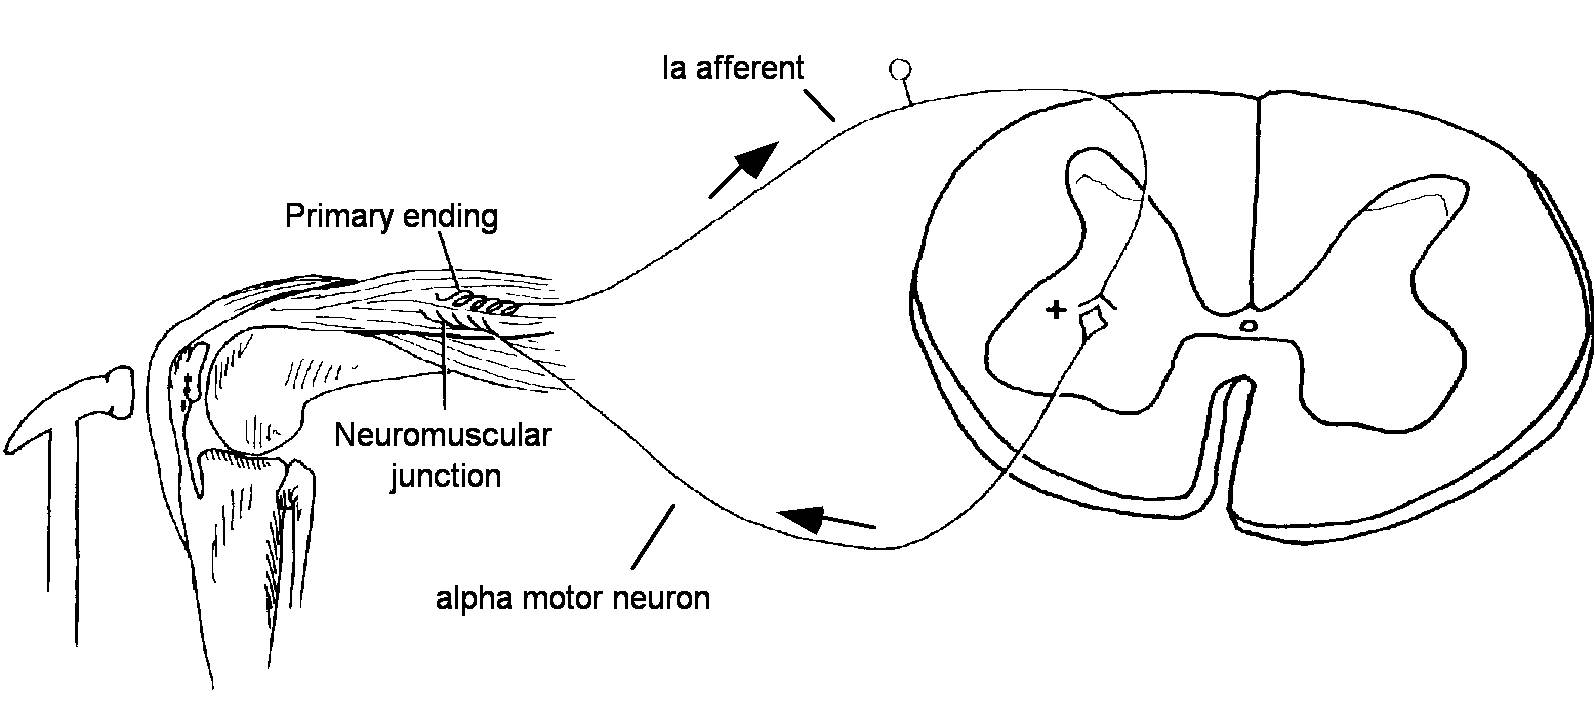 Ia afferent
Primary ending
+
Neuromuscular
junction
alpha motor neuron